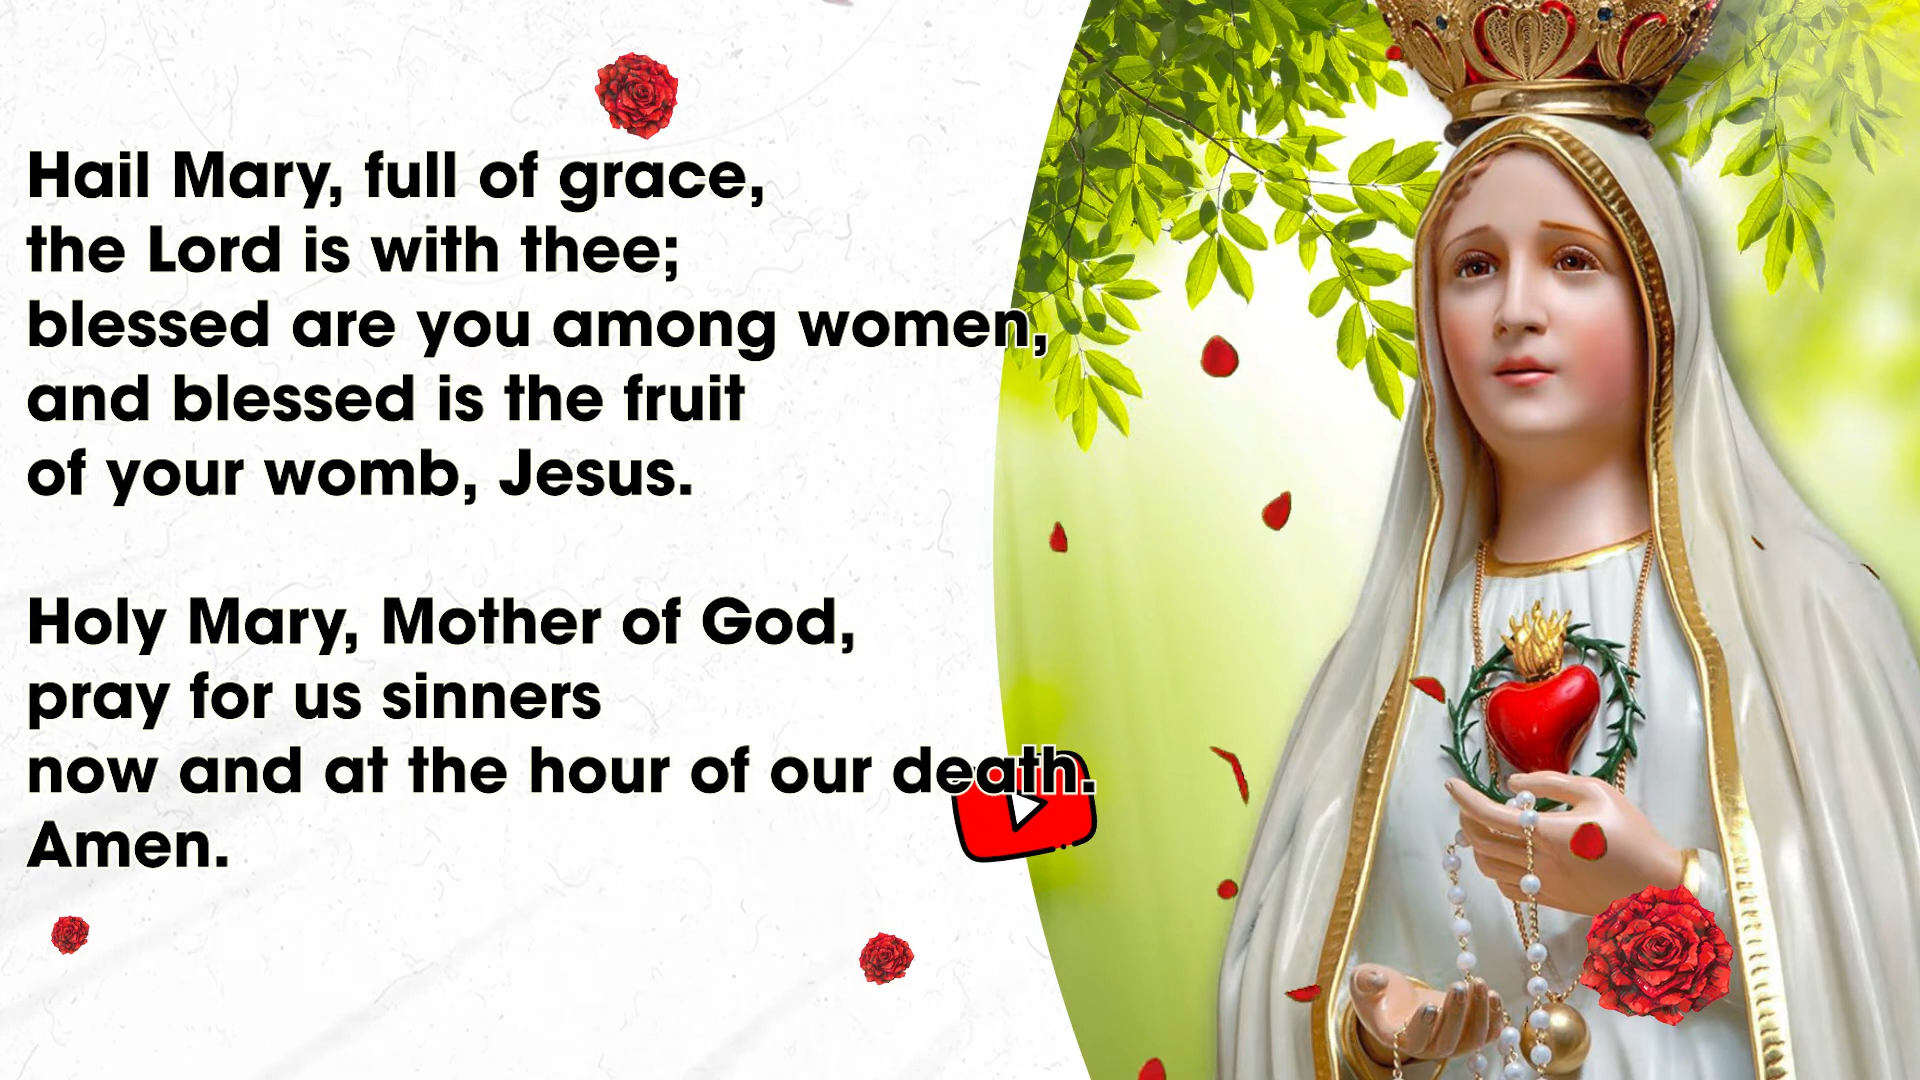 Hail Mary, full of grace,
the Lord is with thee;
blessed are you among women,
and blessed is the fruit
of your womb, Jesus.
Holy Mary, Mother of God,
pray for us sinners
now and at the hour of our death.
Amen.